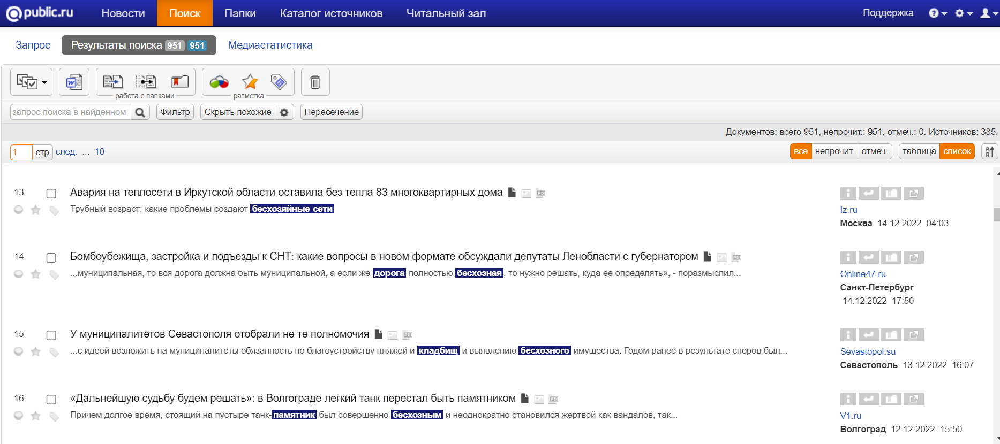 public.ru Новости Поиск Папки Каталог источников Читальный зал Поддержка ?
Запрос Результаты поиска 951 951 Медиастатистика
работа с папками разметка
запрос поиска в найденном Фильтр Скрыть похожие Пересечение
Документов: всего 951, непрочит.: 951, отмеч.: 0. Источников: 385.
1 стр след. ... 10 все непрочит. отмеч. таблица список А Я
13 Авария на теплосети в Иркутской области оставила без тепла 83 многоквартирных дома
Трубный возраст: какие проблемы создают бесхозяйные сети
Iz.ru
Москва 14.12.2022 04:03
14 Бомбоубежища, застройка и подъезды к СНТ: какие вопросы в новом формате обсуждали депутаты Ленобласти с губернатором
...муниципальная, то вся дорога должна быть муниципальной, а если же дорога полностью бесхозная, то нужно решать, куда ее определять», - поразмыслил...
Online47.ru
Санкт-Петербург
14.12.2022 17:50
15 У муниципалитетов Севастополя отобрали не те полномочия
...с идеей возложить на муниципалитеты обязанность по благоустройству пляжей и кладбищ и выявлению бесхозного имущества. Годом ранее в результате споров был...
Sevastopol.su
Севастополь 13.12.2022 16:07
16 «Дальнейшую судьбу будем решать»: в Волгограде легкий танк перестал быть памятником
Причем долгое время, стоящий на пустыре танк-памятник был совершенно бесхозным и неоднократно становился жертвой как вандалов, так...
V1.ru
Волгоград 12.12.2022 15:50